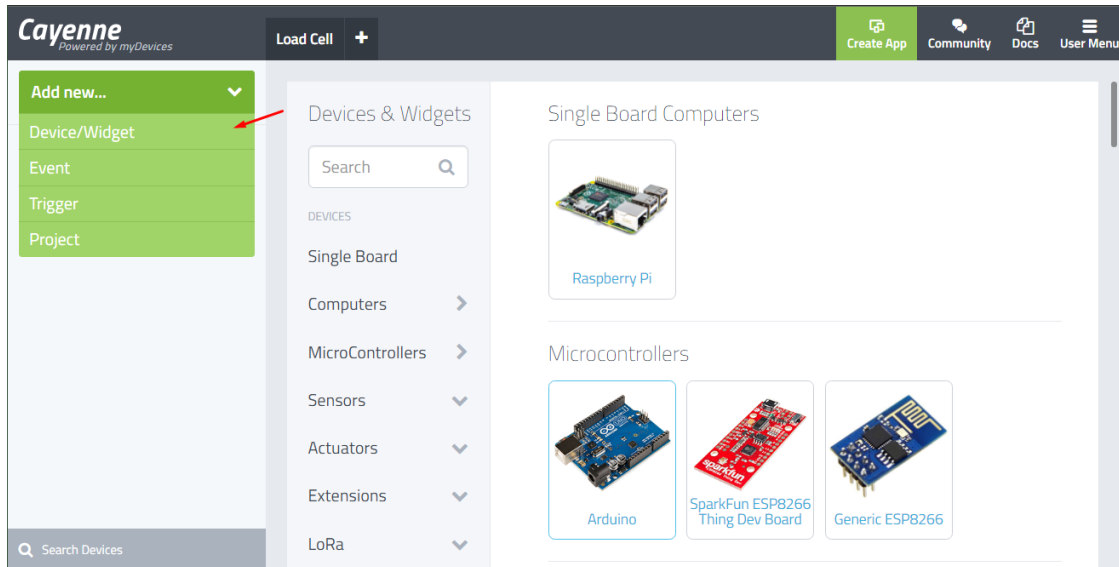 Cayenne
Powered by myDevices
Load Cell
Create App
Community
Docs
User Menu
Add new...
Device/Widget
Event
Trigger
Project
Search Devices
Devices & Widgets
Search
DEVICES
Single Board
Computers
MicroControllers
Sensors
Actuators
Extensions
LoRa
Single Board Computers
Raspberry Pi
Microcontrollers
Arduino
sparkfun
SparkFun ESP8266
Thing Dev Board
Generic ESP8266